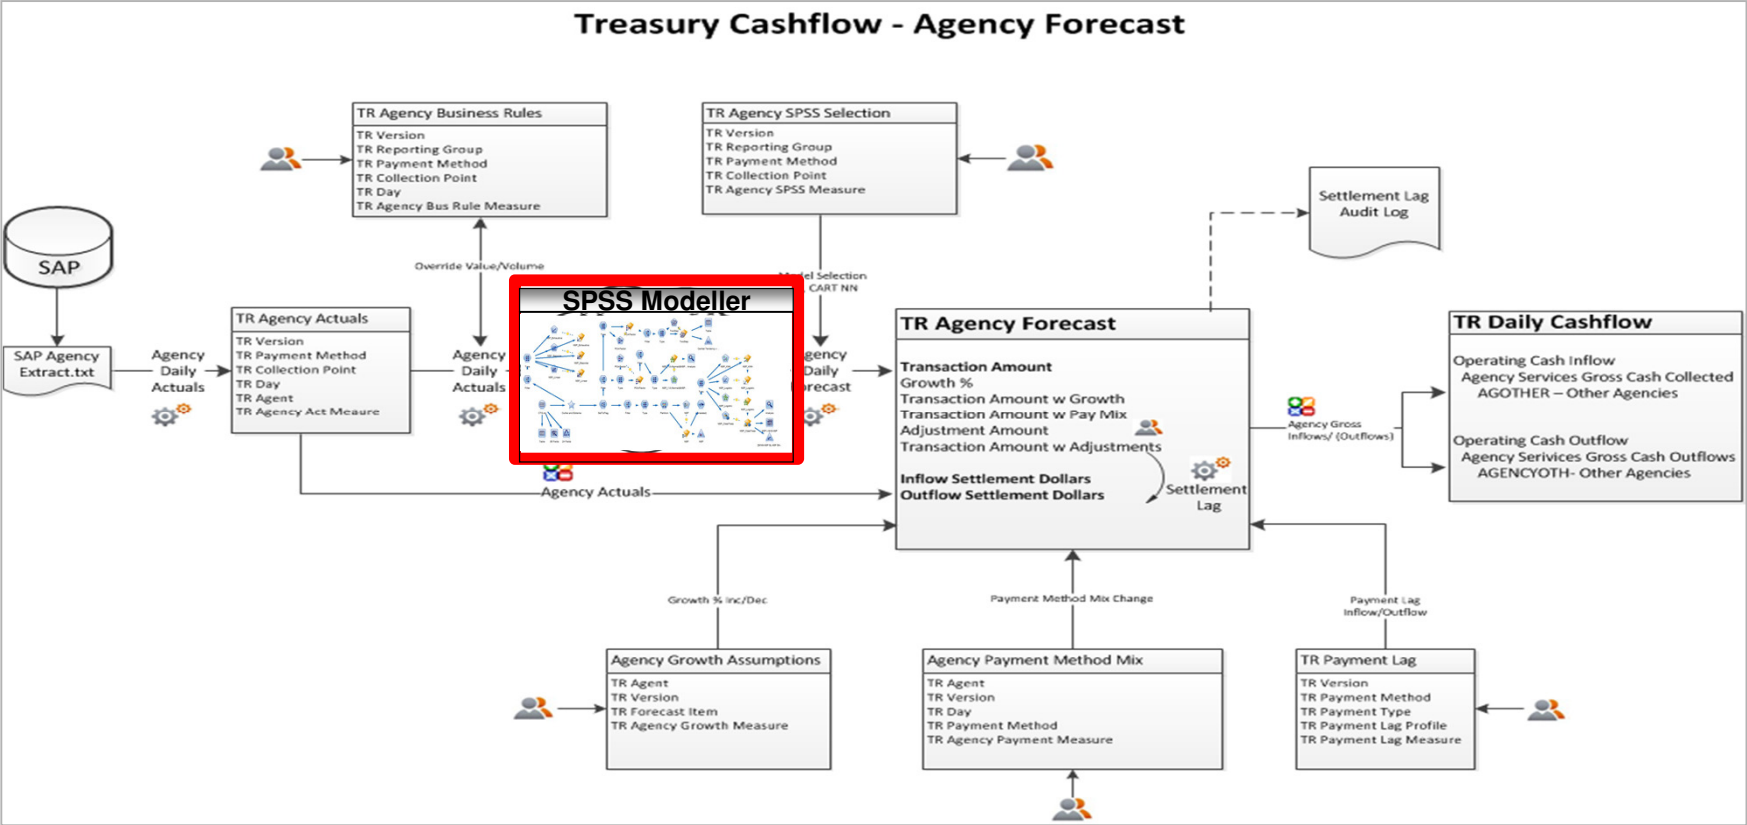 Treasury Cashflow - Agency Forecast
TR Agency Business Rules
TR Version
TR Reporting Group
TR Payment Method
TR Collection Point
TR Day
TR Agency Bus Rule Measure
TR Agency SPSS Selection
TR Version
TR Reporting Group
TR Payment Method
TR Collection Point
TR Agency SPSS Measure
Settlement Lag
Audit Log
SAP
Override Value/Volume
Selection
CART NN
SPSS Modeller
SAP Agency
Extract.txt
Agency
Daily
Actuals
TR Agency Actuals
TR Version
TR Payment Method
TR Collection Point
TR Day
TR Agent
TR Agency Act Meaure
Agency
Daily
Actuals
Daily
TR Agency Forecast
Transaction Amount
Growth %
Transaction Amount w Growth
Transaction Amount w Pay Mix
Adjustment Amount
Transaction Amount w Adjustments
Inflow Settlement Dollars
Outflow Settlement Dollars
Settlement
Lag
Agency Gross
Inflows/ (Outflows)
TR Daily Cashflow
Operating Cash Inflow
Agency Services Gross Cash Collected
AGOTHER – Other Agencies
Operating Cash Outflow
Agency Serivices Gross Cash Outflows
AGENCYOTH- Other Agencies
Agency Actuals
Growth % Inc/Dec
Payment Method Mix Change
Payment Lag
Inflow/Outflow
Agency Growth Assumptions
TR Agent
TR Version
TR Forecast Item
TR Agency Growth Measure
Agency Payment Method Mix
TR Agent
TR Version
TR Day
TR Payment Method
TR Agency Payment Measure
TR Payment Lag
TR Version
TR Payment Method
TR Payment Type
TR Payment Lag Profile
TR Payment Lag Measure